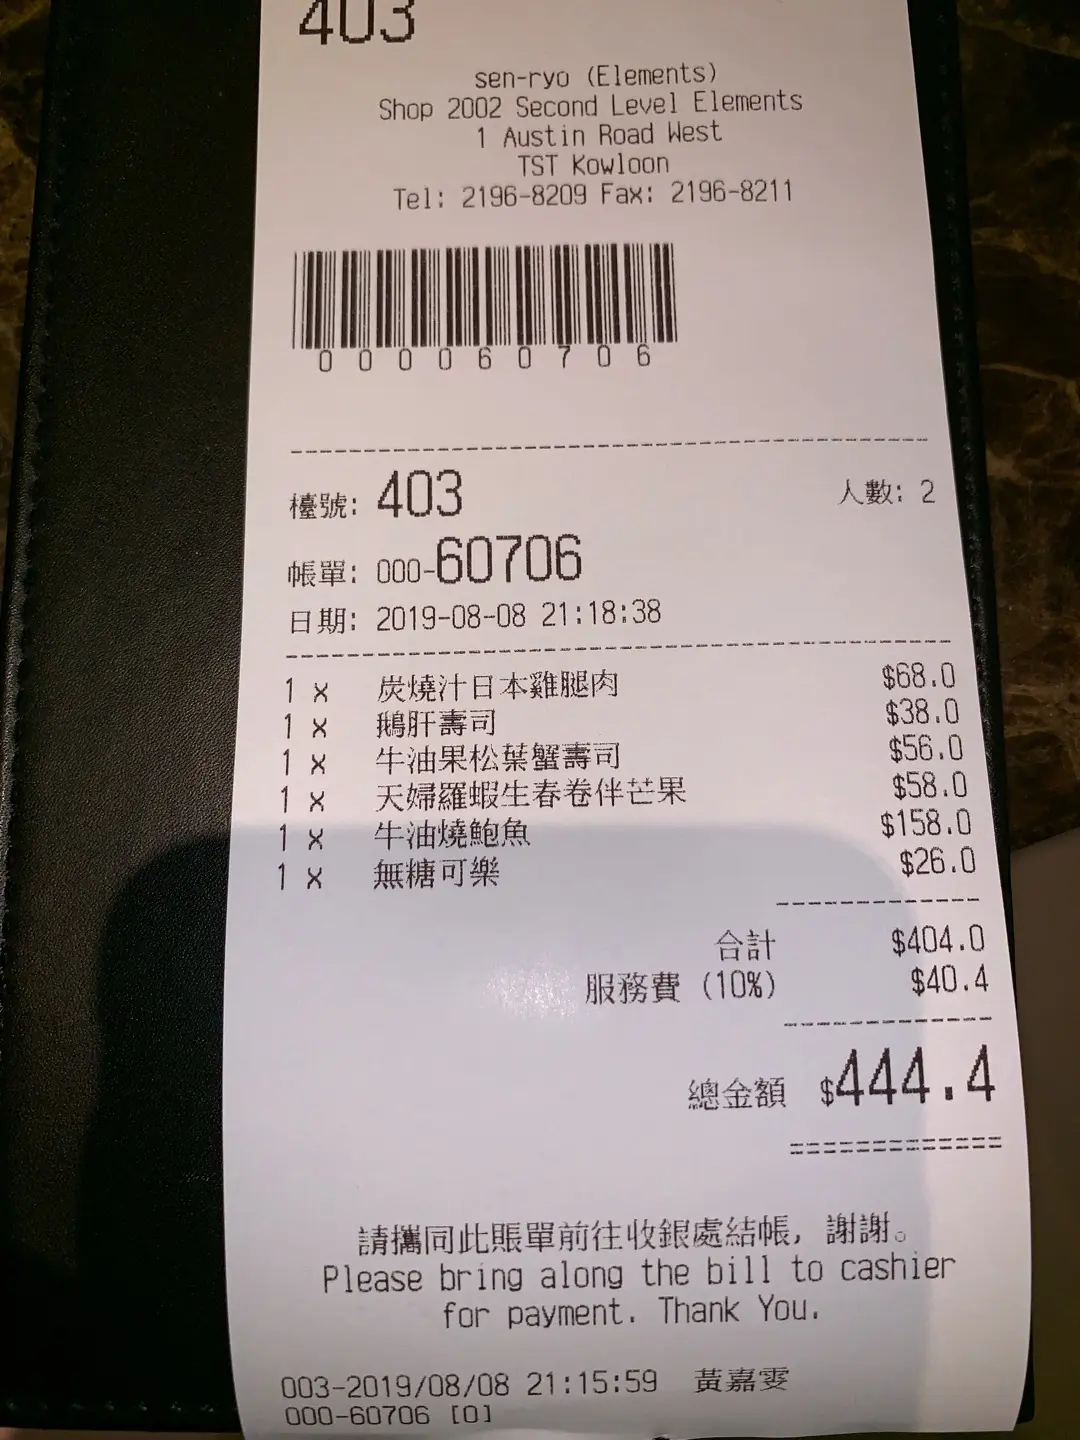 403
sen-ryo (Elements)
Shop 2002 Second Level Elements
1 Austin Road West
TST Kowloon
Tel: 2196-8209 Fax: 2196-8211
000060706
檯號: 403 人數: 2
帳單: 000-60706
日期: 2019-08-08 21:18:38
1 x 炭燒汁日本雞腿肉 $68.0
1 x 鵝肝壽司 $38.0
1 x 牛油果松葉蟹壽司 $56.0
1 x 天婦羅蝦生春卷伴芒果 $58.0
1 x 牛油燒鮑魚 $158.0
1 x 無糖可樂 $26.0
合計 $404.0
服務費 (10%) $40.4
總金額 $444.4
請攜同此賬單前往收銀處結帳, 謝謝。
Please bring along the bill to cashier
for payment. Thank You.
003-2019/08/08 21:15:59 黃嘉雯
000-60706 [0]